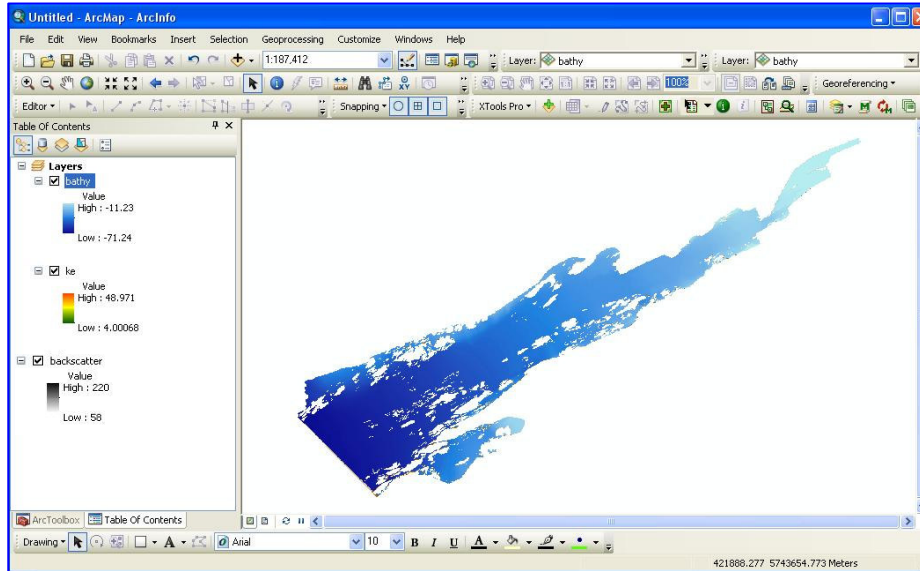 Untitled - ArcMap - ArcInfo
File Edit View Bookmarks Insert Selection Geoprocessing Customize Windows Help
1:187,412 Layer: bathy Layer: bathy
100% Georeferencing
Editor Snapping XTools Pro
Table Of Contents
Layers
bathy
Value
High : -11.23
Low : -71.24
ke
Value
High : 48.971
Low : 4.00068
backscatter
Value
High : 220
Low : 58
ArcToolbox Table Of Contents
Drawing A Arial 10 B I U A
421888.277 5743654.773 Meters